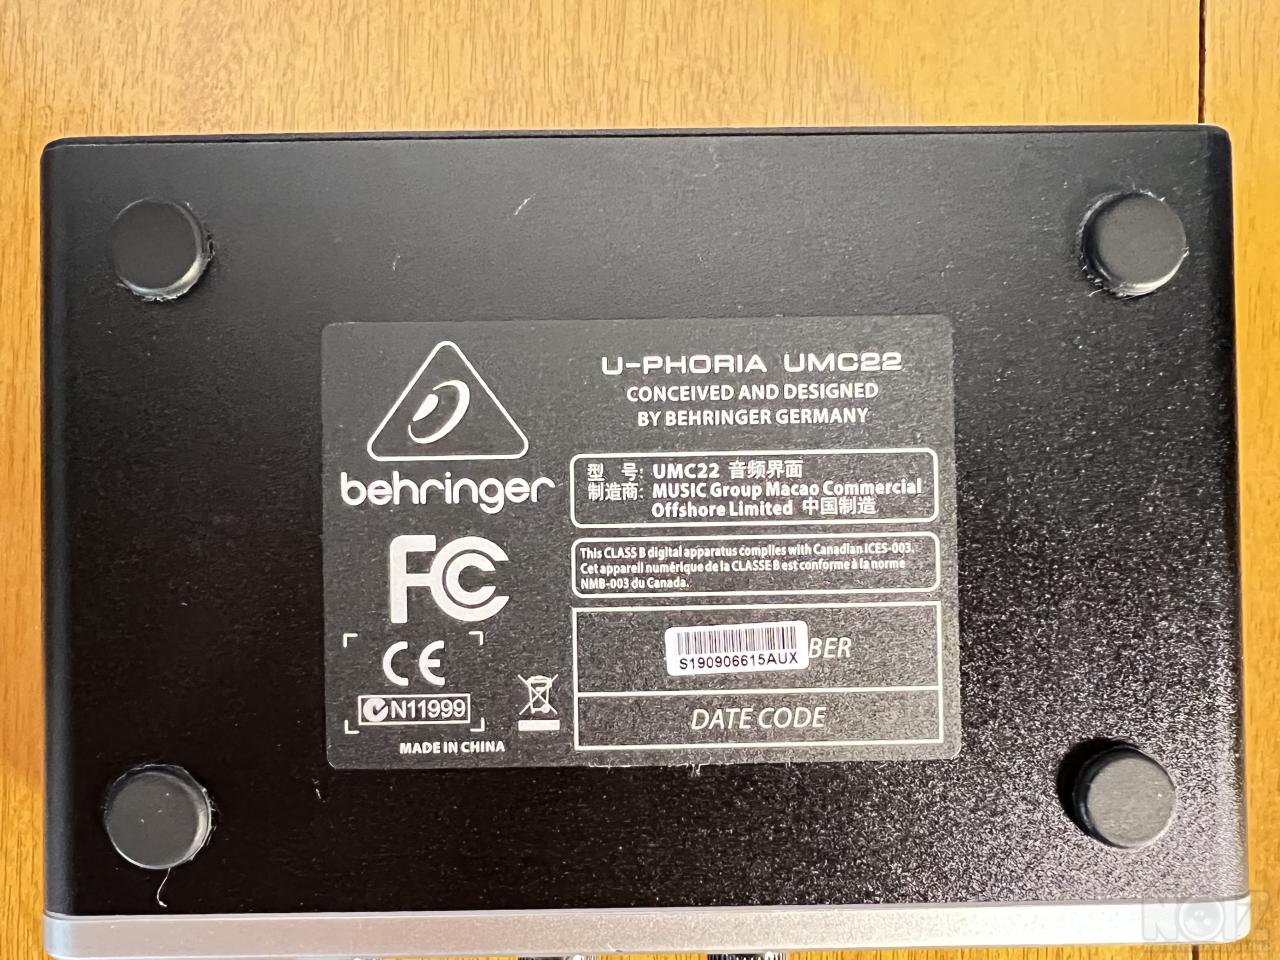 behringer
FC
CE
N11999
MADE IN CHINA
U-PHORIA UMC22
CONCEIVED AND DESIGNED
BY BEHRINGER GERMANY
型 号: UMC22 音频界面
制造商: MUSIC Group Macao Commercial
Offshore Limited 中国制造
This CLASS B digital apparatus complies with Canadian ICES-003.
Cet appareil numérique de la CLASSE B est conforme à la norme
NMB-003 du Canada.
BER
S190906615AUX
DATE CODE
NOIZ